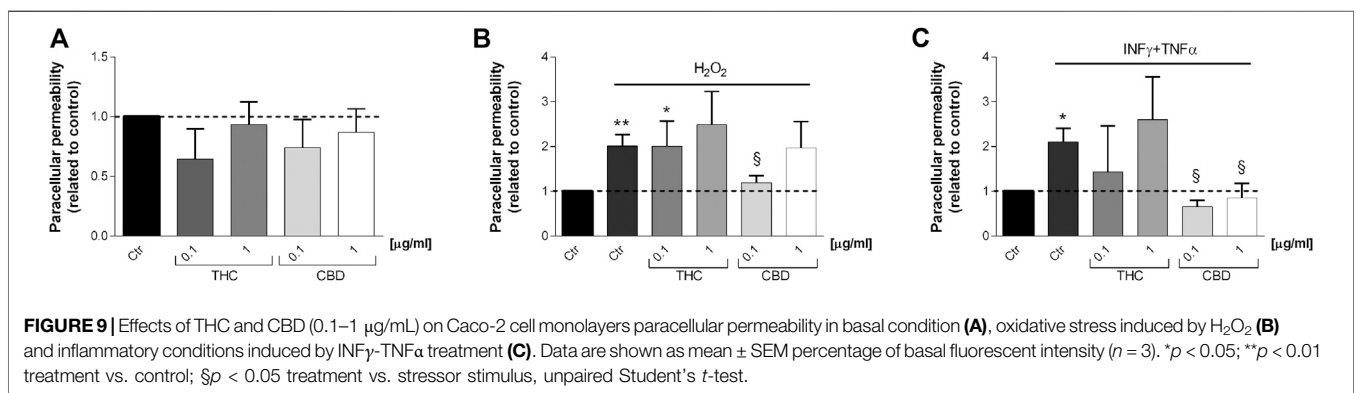 A
Paracellular permeability
(related to control)
1.5
1.0
0.5
0.0
Ctr
0.1
1
0.1
1
[μg/ml]
THC
CBD
B
Paracellular permeability
(related to control)
4
3
2
1
0
H₂O₂
**
*
§
Ctr
Ctr
0.1
1
0.1
1
[μg/ml]
THC
CBD
C
Paracellular permeability
(related to control)
4
3
2
1
0
INFγ+TNFα
*
§
§
Ctr
Ctr
0.1
1
0.1
1
[μg/ml]
THC
CBD
FIGURE 9 | Effects of THC and CBD (0.1–1 μg/mL) on Caco-2 cell monolayers paracellular permeability in basal condition (A), oxidative stress induced by H₂O₂ (B)
and inflammatory conditions induced by INFγ-TNFα treatment (C). Data are shown as mean ± SEM percentage of basal fluorescent intensity (n = 3). *p < 0.05; **p < 0.01
treatment vs. control; §p < 0.05 treatment vs. stressor stimulus, unpaired Student's t-test.